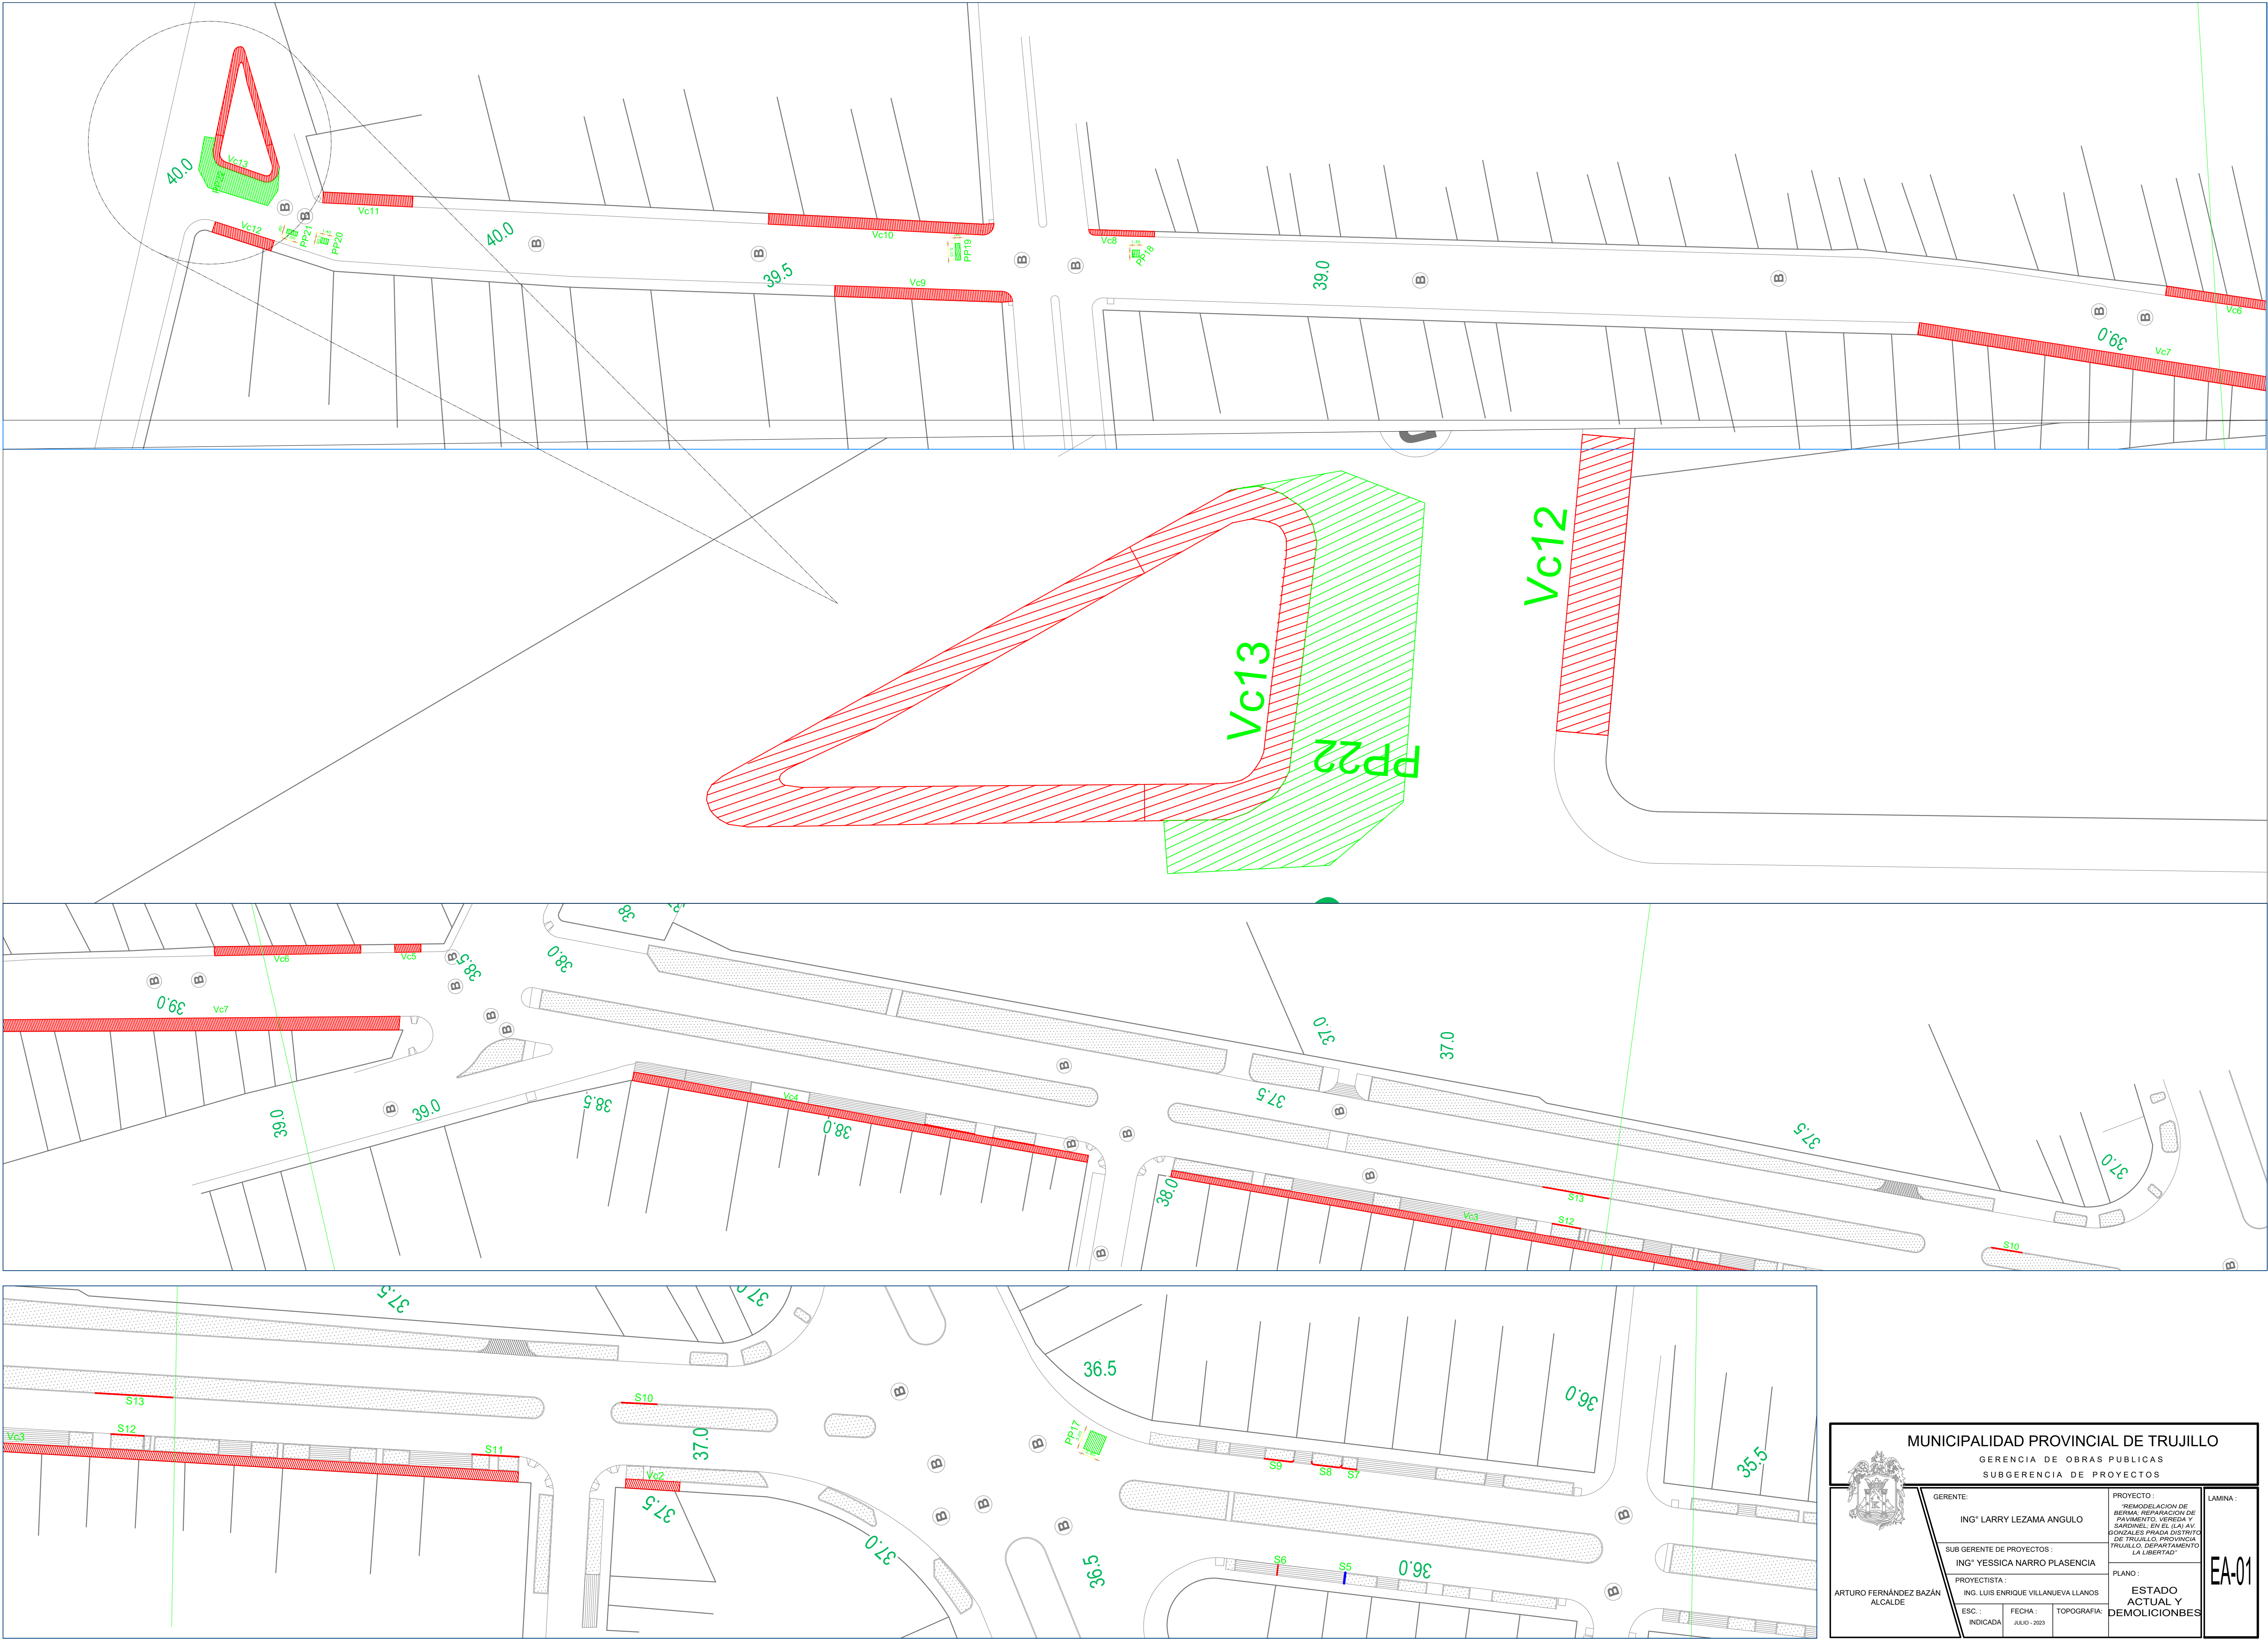 40.0
Vc13
PP22
Vc12
PP21
PP20
B
B
Vc11
40.0
B
B
39.5
Vc10
PP19
Vc9
B
B
Vc8
PP18
39.0
B
B
B
B
39.0
Vc6
Vc7
Vc13
PP22
Vc12
B
B
39.0
Vc6
Vc7
Vc5
B
38.5
B
B
B
38.0
38
39.0
B
39.0
38.5
Vc4
38.0
B
B
B
B
38.0
37.0
37.0
37.5
B
B
Vc3
S13
S12
37.5
37.0
S10
B
37.5
37.0
S13
S12
Vc3
S11
S10
37.0
Vc2
37.5
37.0
B
B
B
B
B
B
36.5
PP17
36.5
S9
S8
S7
S6
S5
36.0
36.0
B
B
35.5
MUNICIPALIDAD PROVINCIAL DE TRUJILLO
GERENCIA DE OBRAS PUBLICAS
SUBGERENCIA DE PROYECTOS
ARTURO FERNÁNDEZ BAZÁN
ALCALDE
GERENTE:
ING° LARRY LEZAMA ANGULO
SUB GERENTE DE PROYECTOS :
ING° YESSICA NARRO PLASENCIA
PROYECTISTA :
ING. LUIS ENRIQUE VILLANUEVA LLANOS
ESC. :
INDICADA
FECHA :
JULIO - 2023
TOPOGRAFIA:
PROYECTO :
"REMODELACION DE
BERMA; REPARACION DE
PAVIMENTO, VEREDA Y
SARDINEL; EN EL (LA) AV.
GONZALES PRADA DISTRITO
DE TRUJILLO, PROVINCIA
TRUJILLO, DEPARTAMENTO
LA LIBERTAD"
PLANO :
ESTADO
ACTUAL Y
DEMOLICIONBES
LAMINA :
EA-01